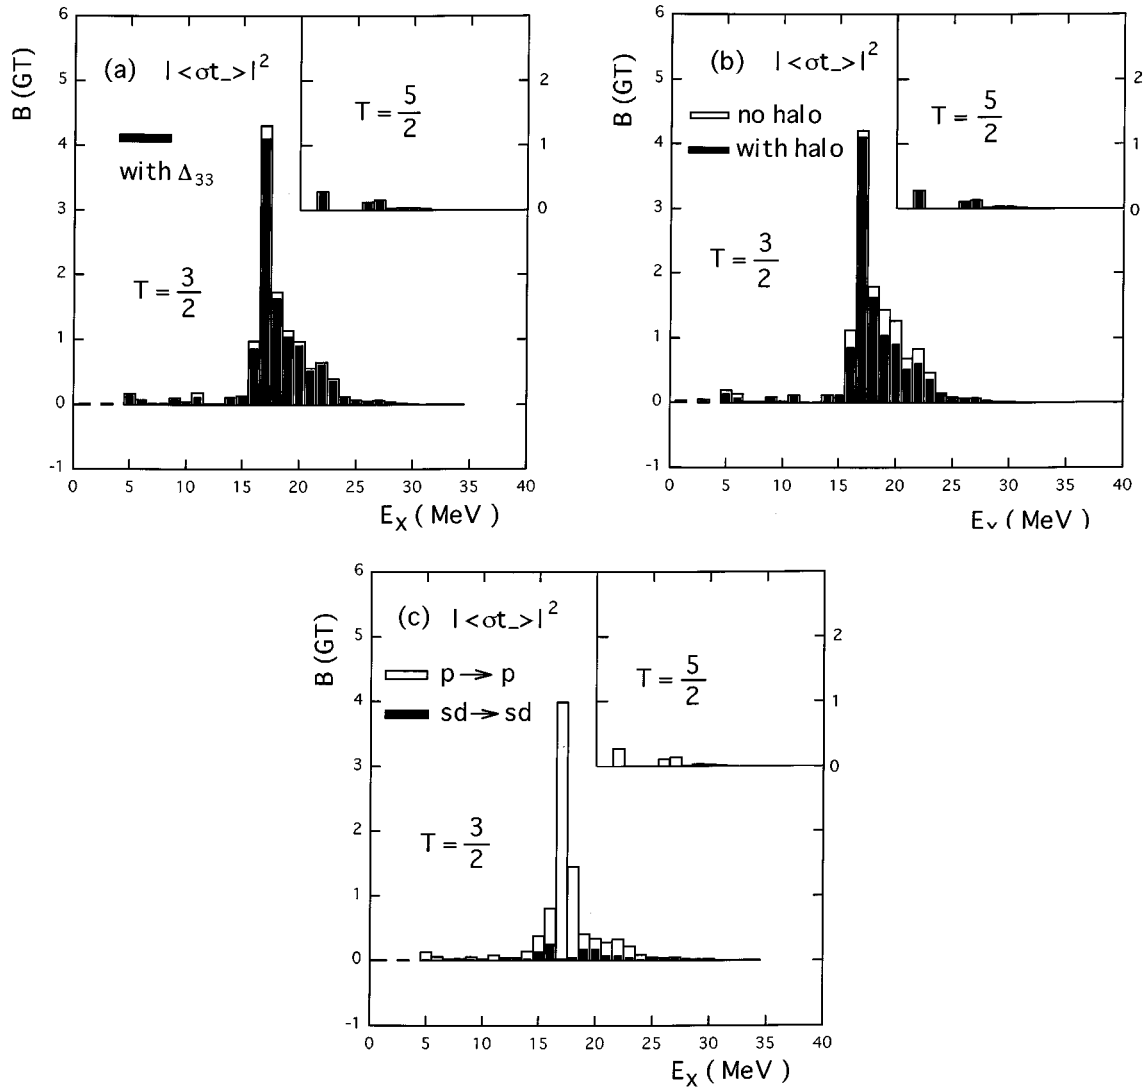 (a) |<σt_>|²
with Δ₃₃
T = 5/2
T = 3/2
B (GT)
6
5
4
3
2
1
0
-1
2
1
0
0 5 10 15 20 25 30 35 40
E_X ( MeV )
(b) |<σt_>|²
no halo
with halo
T = 5/2
T = 3/2
B (GT)
6
5
4
3
2
1
0
-1
2
1
0
0 5 10 15 20 25 30 35 40
( MeV )
(c) |<σt_>|²
p → p
sd → sd
T = 5/2
T = 3/2
B (GT)
6
5
4
3
2
1
0
-1
2
1
0
0 5 10 15 20 25 30 35 40
E_X ( MeV )